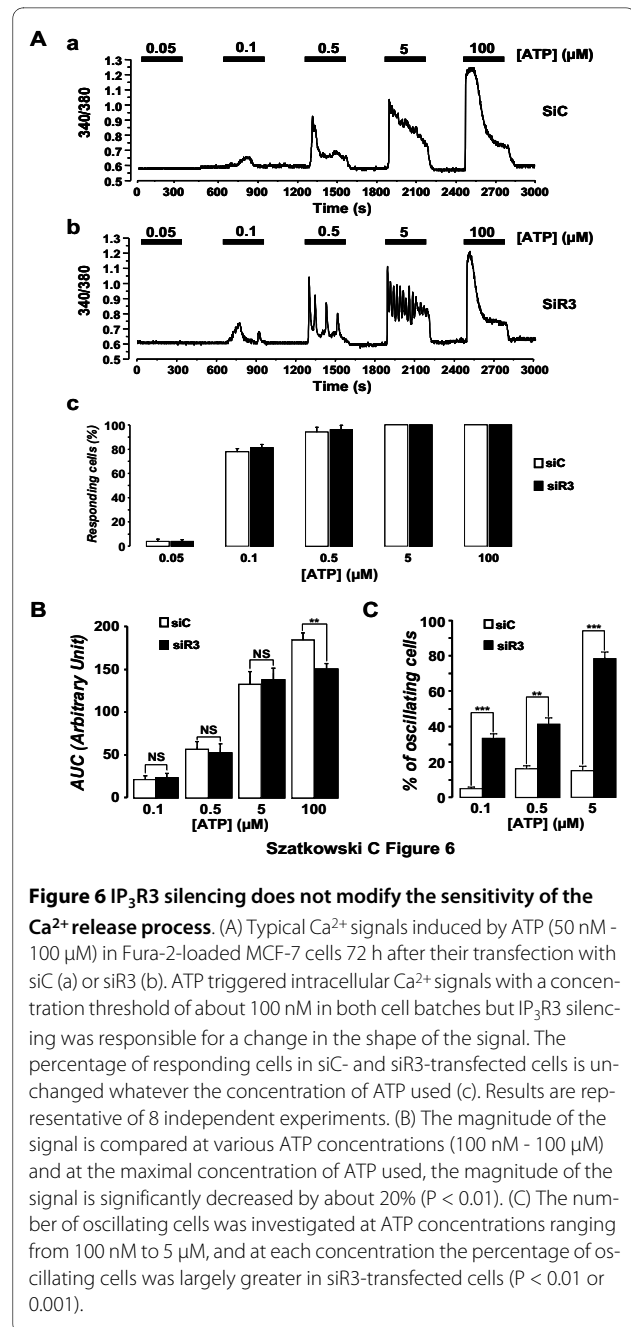 A
a
0.05 0.1 0.5 5 100 [ATP] (µM)
1.3
1.2
1.1
1.0
0.9
0.8
0.7
0.6
0.5
340/380
SiC
0 300 600 900 1200 1500 1800 2100 2400 2700 3000
Time (s)
b
0.05 0.1 0.5 5 100 [ATP] (µM)
1.3
1.2
1.1
1.0
0.9
0.8
0.7
0.6
0.5
340/380
SiR3
0 300 600 900 1200 1500 1800 2100 2400 2700 3000
Time (s)
c
Responding cells (%)
100
80
60
40
20
0
siC
siR3
0.05 0.1 0.5 5 100
[ATP] (µM)
B
AUC (Arbitrary Unit)
200
150
100
50
0
siC
siR3
NS NS NS **
0.1 0.5 5 100
[ATP] (µM)
C
% of oscillating cells
100
80
60
40
20
0
siC
siR3
*** ** ***
0.1 0.5 5
[ATP] (µM)
Szatkowski C Figure 6
Figure 6 IP₃R3 silencing does not modify the sensitivity of the
Ca²⁺ release process. (A) Typical Ca²⁺ signals induced by ATP (50 nM -
100 μM) in Fura-2-loaded MCF-7 cells 72 h after their transfection with
siC (a) or siR3 (b). ATP triggered intracellular Ca²⁺ signals with a concen-
tration threshold of about 100 nM in both cell batches but IP₃R3 silenc-
ing was responsible for a change in the shape of the signal. The
percentage of responding cells in siC- and siR3-transfected cells is un-
changed whatever the concentration of ATP used (c). Results are rep-
resentative of 8 independent experiments. (B) The magnitude of the
signal is compared at various ATP concentrations (100 nM - 100 μM)
and at the maximal concentration of ATP used, the magnitude of the
signal is significantly decreased by about 20% (P < 0.01). (C) The num-
ber of oscillating cells was investigated at ATP concentrations ranging
from 100 nM to 5 μM, and at each concentration the percentage of os-
cillating cells was largely greater in siR3-transfected cells (P < 0.01 or
0.001).